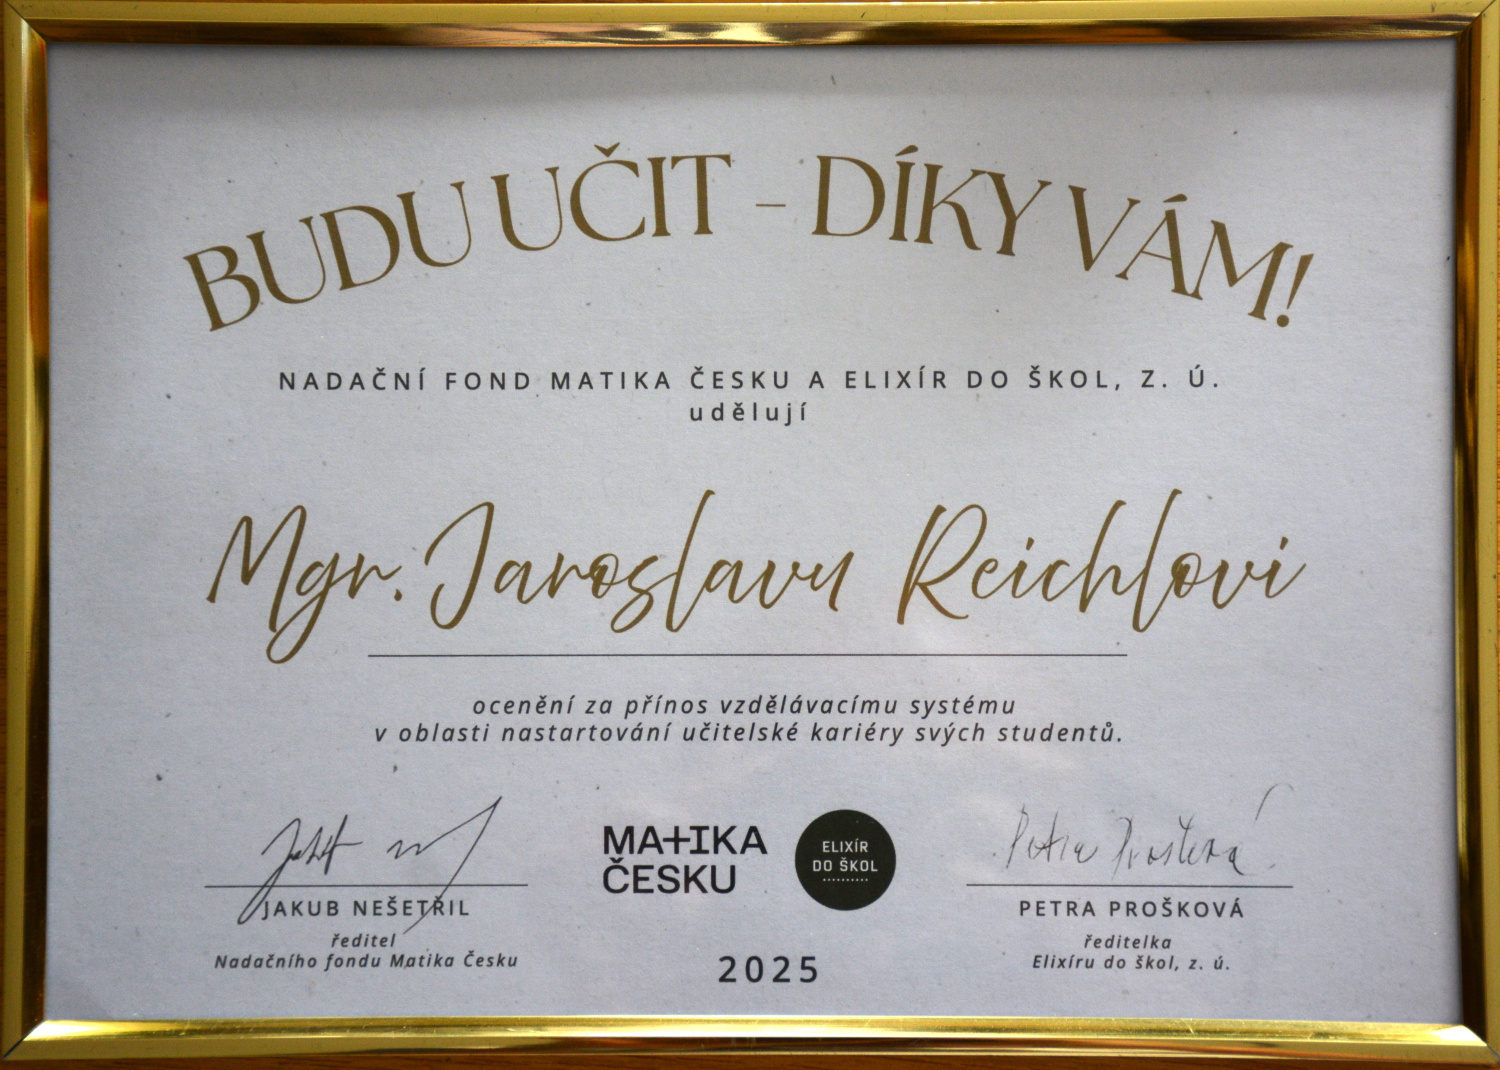 BUDU UČIT – DÍKY VÁM!
NADAČNÍ FOND MATIKA ČESKU A ELIXÍR DO ŠKOL, Z. Ú.
udělují
Mgr. Jaroslavu Reichlovi
ocenění za přínos vzdělávacímu systému
v oblasti nastartování učitelské kariéry svých studentů.
MATIKA
ČESKU
ELIXÍR
DO ŠKOL
Petra Prošková
JAKUB NEŠETŘIL
ředitel
Nadačního fondu Matika Česku
PETRA PROŠKOVÁ
ředitelka
Elixíru do škol, z. ú.
2025